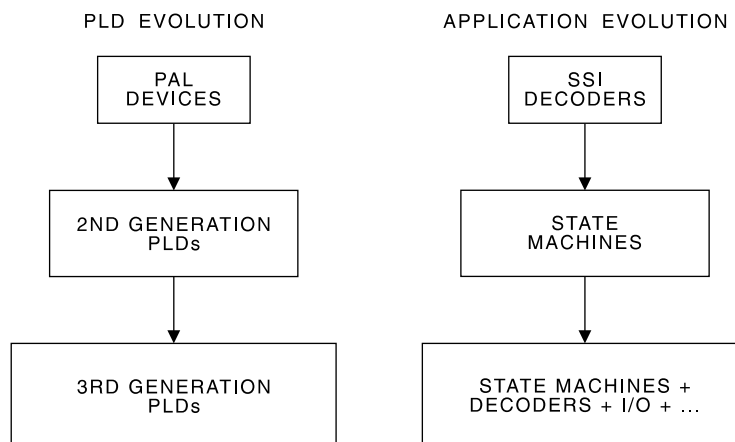 PLD EVOLUTION
PAL
DEVICES
2ND GENERATION
PLDs
3RD GENERATION
PLDs
APPLICATION EVOLUTION
SSI
DECODERS
STATE
MACHINES
STATE MACHINES +
DECODERS + I/O + ...